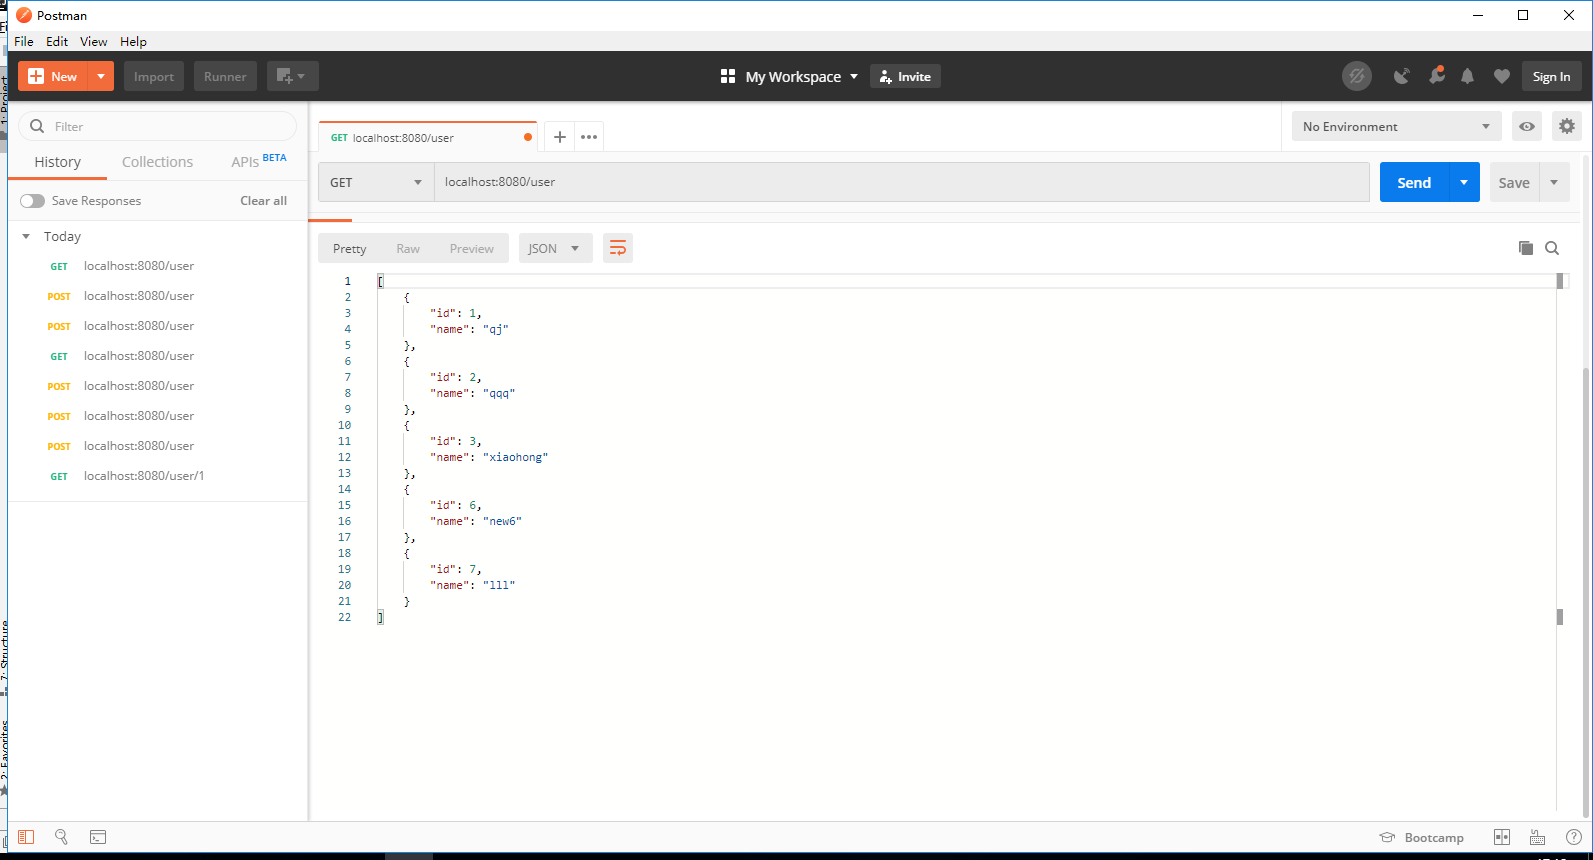 Postman
File Edit View Help
New Import Runner My Workspace Invite Sign In
Filter
History Collections APIs BETA
Save Responses Clear all
Today
GET localhost:8080/user
POST localhost:8080/user
POST localhost:8080/user
GET localhost:8080/user
POST localhost:8080/user
POST localhost:8080/user
POST localhost:8080/user
GET localhost:8080/user/1
GET localhost:8080/user
No Environment
GET localhost:8080/user Send Save
Pretty Raw Preview JSON
1 [
2 {
3 "id": 1,
4 "name": "qj"
5 },
6 {
7 "id": 2,
8 "name": "qqq"
9 },
10 {
11 "id": 3,
12 "name": "xiaohong"
13 },
14 {
15 "id": 6,
16 "name": "new6"
17 },
18 {
19 "id": 7,
20 "name": "lll"
21 }
22 ]
1: Project
7: Structure
2: Favorites
Bootcamp